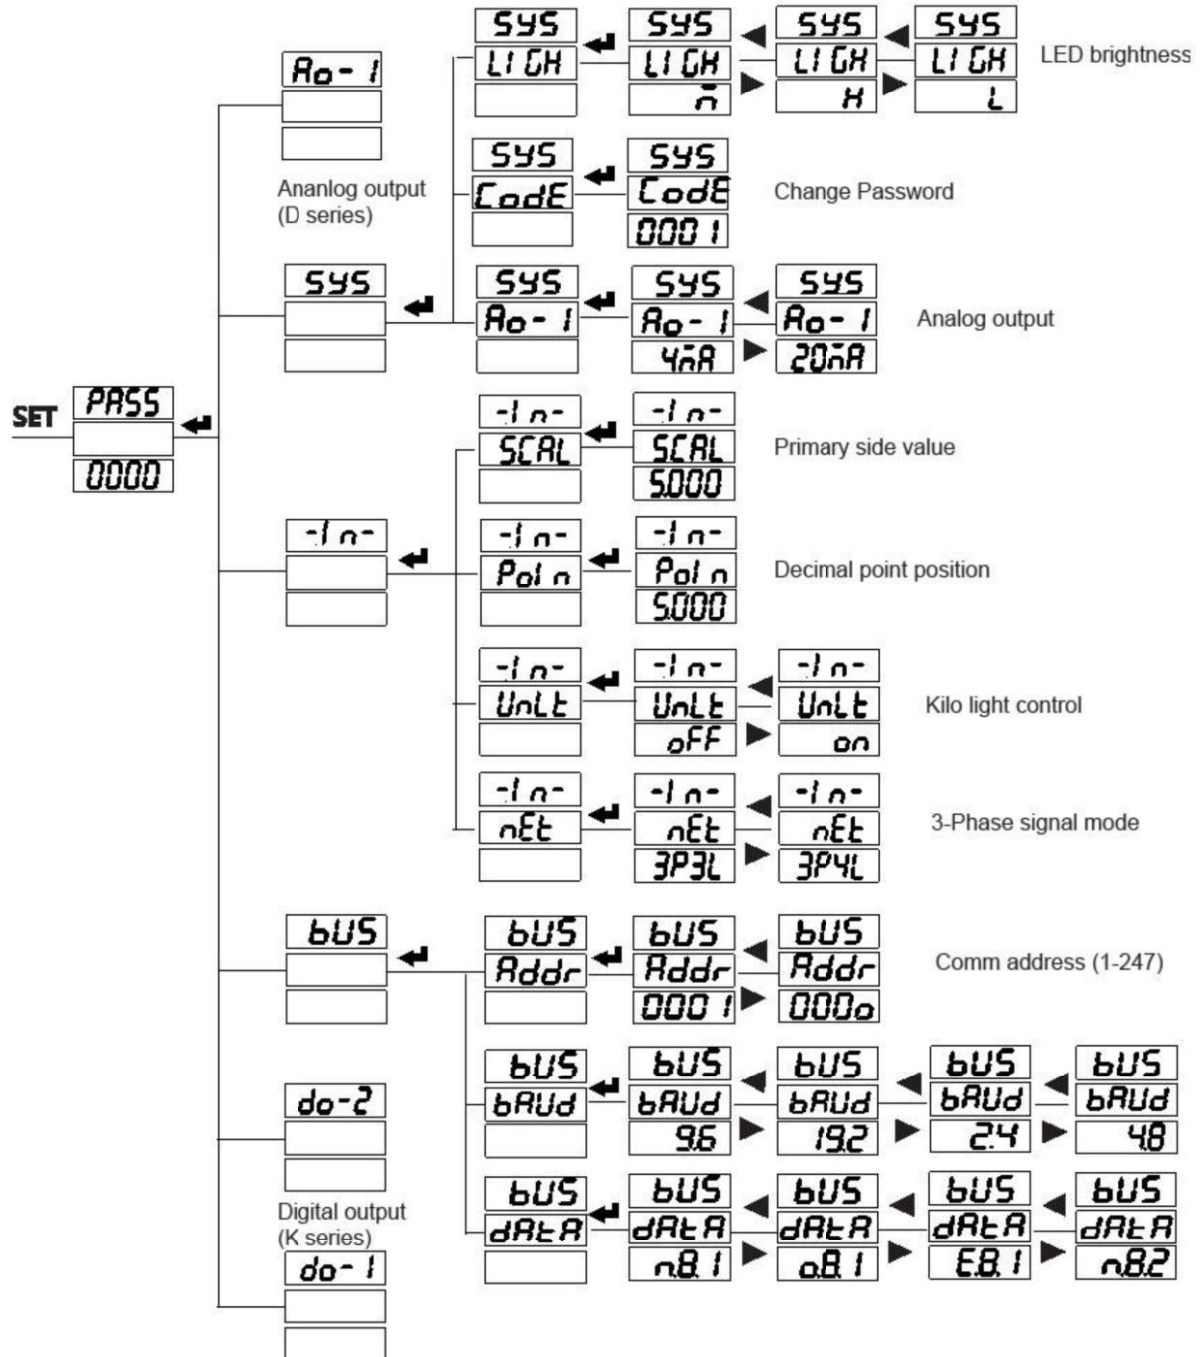 SYS SYS SYS SYS
LIGH LIGH LIGH LIGH LED brightness
n̄ H L
Ao-1
SYS SYS
CodE CodE Change Password
0001
Ananlog output
(D series)
SYS SYS SYS SYS
Ao-1 Ao-1 Ao-1 Analog output
4n̄A 20n̄A
SET PASS
0000
-In- -In-
SCAL SCAL Primary side value
5.000
-In- -In- -In-
PoIn PoIn Decimal point position
5.000
-In- -In- -In-
UnLt UnLt UnLt Kilo light control
oFF on
-In- -In- -In-
nEt nEt nEt 3-Phase signal mode
3P3L 3P4L
bUS bUS bUS bUS
Addr Addr Addr Comm address (1-247)
0001 000o
bUS bUS bUS bUS bUS
bAUd bAUd bAUd bAUd bAUd
9.6 19.2 2.4 4.8
do-2
bUS bUS bUS bUS bUS
dAtA dAtA dAtA dAtA dAtA
n.8.1 o.8.1 E.8.1 n.8.2
Digital output
(K series)
do-1